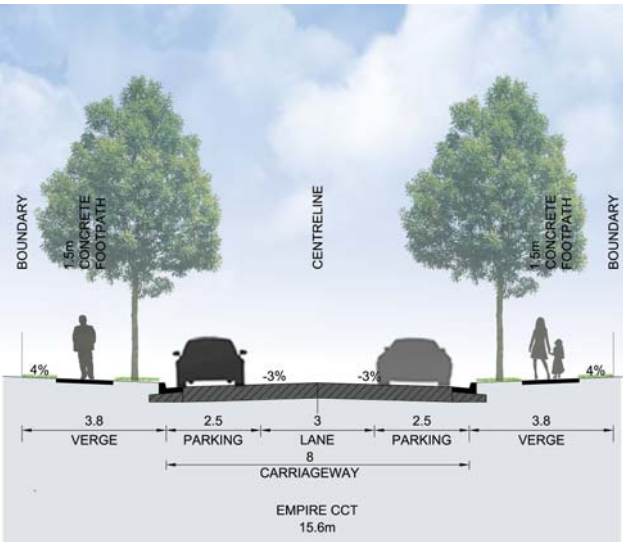 BOUNDARY
1.5m
CONCRETE
FOOTPATH
CENTRELINE
1.5m
CONCRETE
FOOTPATH
BOUNDARY
4%
-3%
-3%
4%
3.8
2.5
3
2.5
3.8
VERGE
PARKING
LANE
PARKING
VERGE
8
CARRIAGEWAY
EMPIRE CCT
15.6m